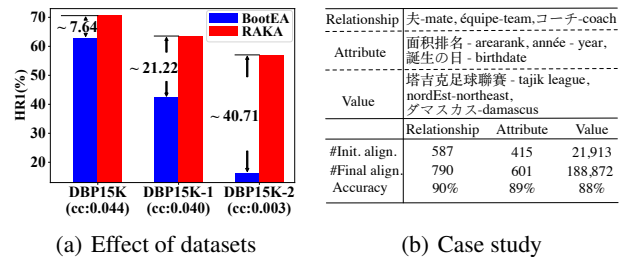 HR1(%)
70
60
50
40
30
20
BootEA
RAKA
~ 7.64
~ 21.22
~ 40.71
DBP15K DBP15K-1 DBP15K-2
(cc:0.044) (cc:0.040) (cc:0.003)
(a) Effect of datasets
Relationship 夫-mate, équipe-team,コーチ-coach
Attribute 面积排名 - arearank, année - year,
誕生の日 - birthdate
Value 塔吉克足球聯賽 - tajik league,
nordEst-northeast,
ダマスカス-damascus
Relationship Attribute Value
#Init. align. 587 415 21,913
#Final align. 790 601 188,872
Accuracy 90% 89% 88%
(b) Case study